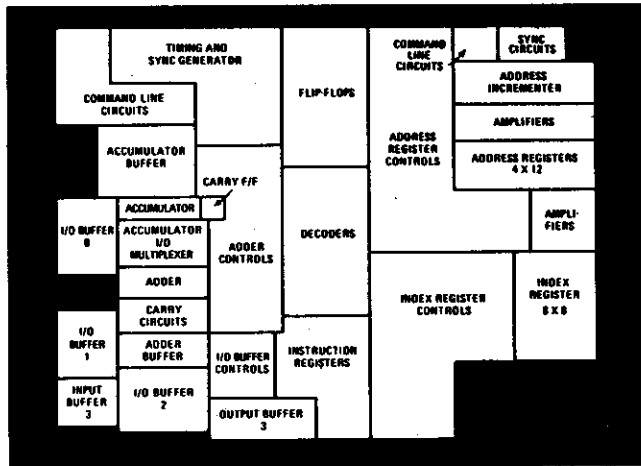 TIMING AND
SYNC GENERATOR
COMMAND LINE
CIRCUITS
FLIP-FLOPS
COMMAND
LINE
CIRCUITS
SYNC
CIRCUITS
ADDRESS
INCREMENTER
AMPLIFIERS
ADDRESS
REGISTER
CONTROLS
ADDRESS REGISTERS
4 X 12
AMPLI-
FIERS
ACCUMULATOR
BUFFER
CARRY F/F
ACCUMULATOR
I/O BUFFER
0
ACCUMULATOR
I/O
MULTIPLEXER
ADDER
CONTROLS
DECODERS
ADDER
CARRY
CIRCUITS
INDEX REGISTER
CONTROLS
INDEX
REGISTER
8 X 8
I/O
BUFFER
1
ADDER
BUFFER
I/O BUFFER
CONTROLS
INSTRUCTION
REGISTERS
INPUT
BUFFER
3
I/O BUFFER
2
OUTPUT BUFFER
3